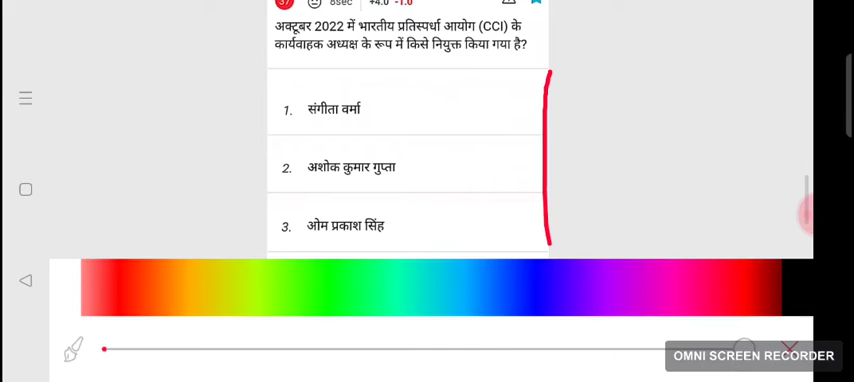 37 8sec +4.0 -1.0
अक्टूबर 2022 में भारतीय प्रतिस्पर्धा आयोग (CCI) के
कार्यवाहक अध्यक्ष के रूप में किसे नियुक्त किया गया है?
1. संगीता वर्मा
2. अशोक कुमार गुप्ता
3. ओम प्रकाश सिंह
OMNI SCREEN RECORDER